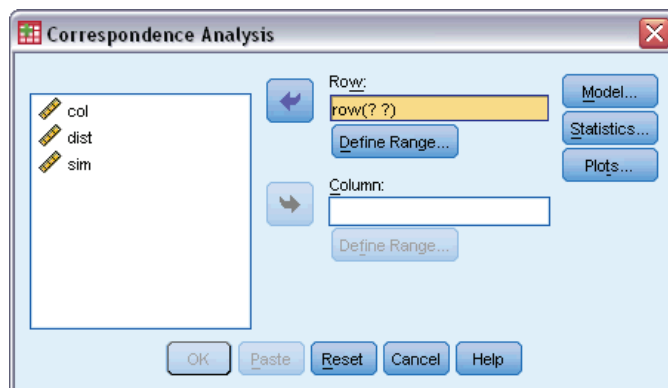 Correspondence Analysis
col
dist
sim
Row:
row(? ?)
Define Range...
Column:
Define Range...
Model...
Statistics...
Plots...
OK
Paste
Reset
Cancel
Help